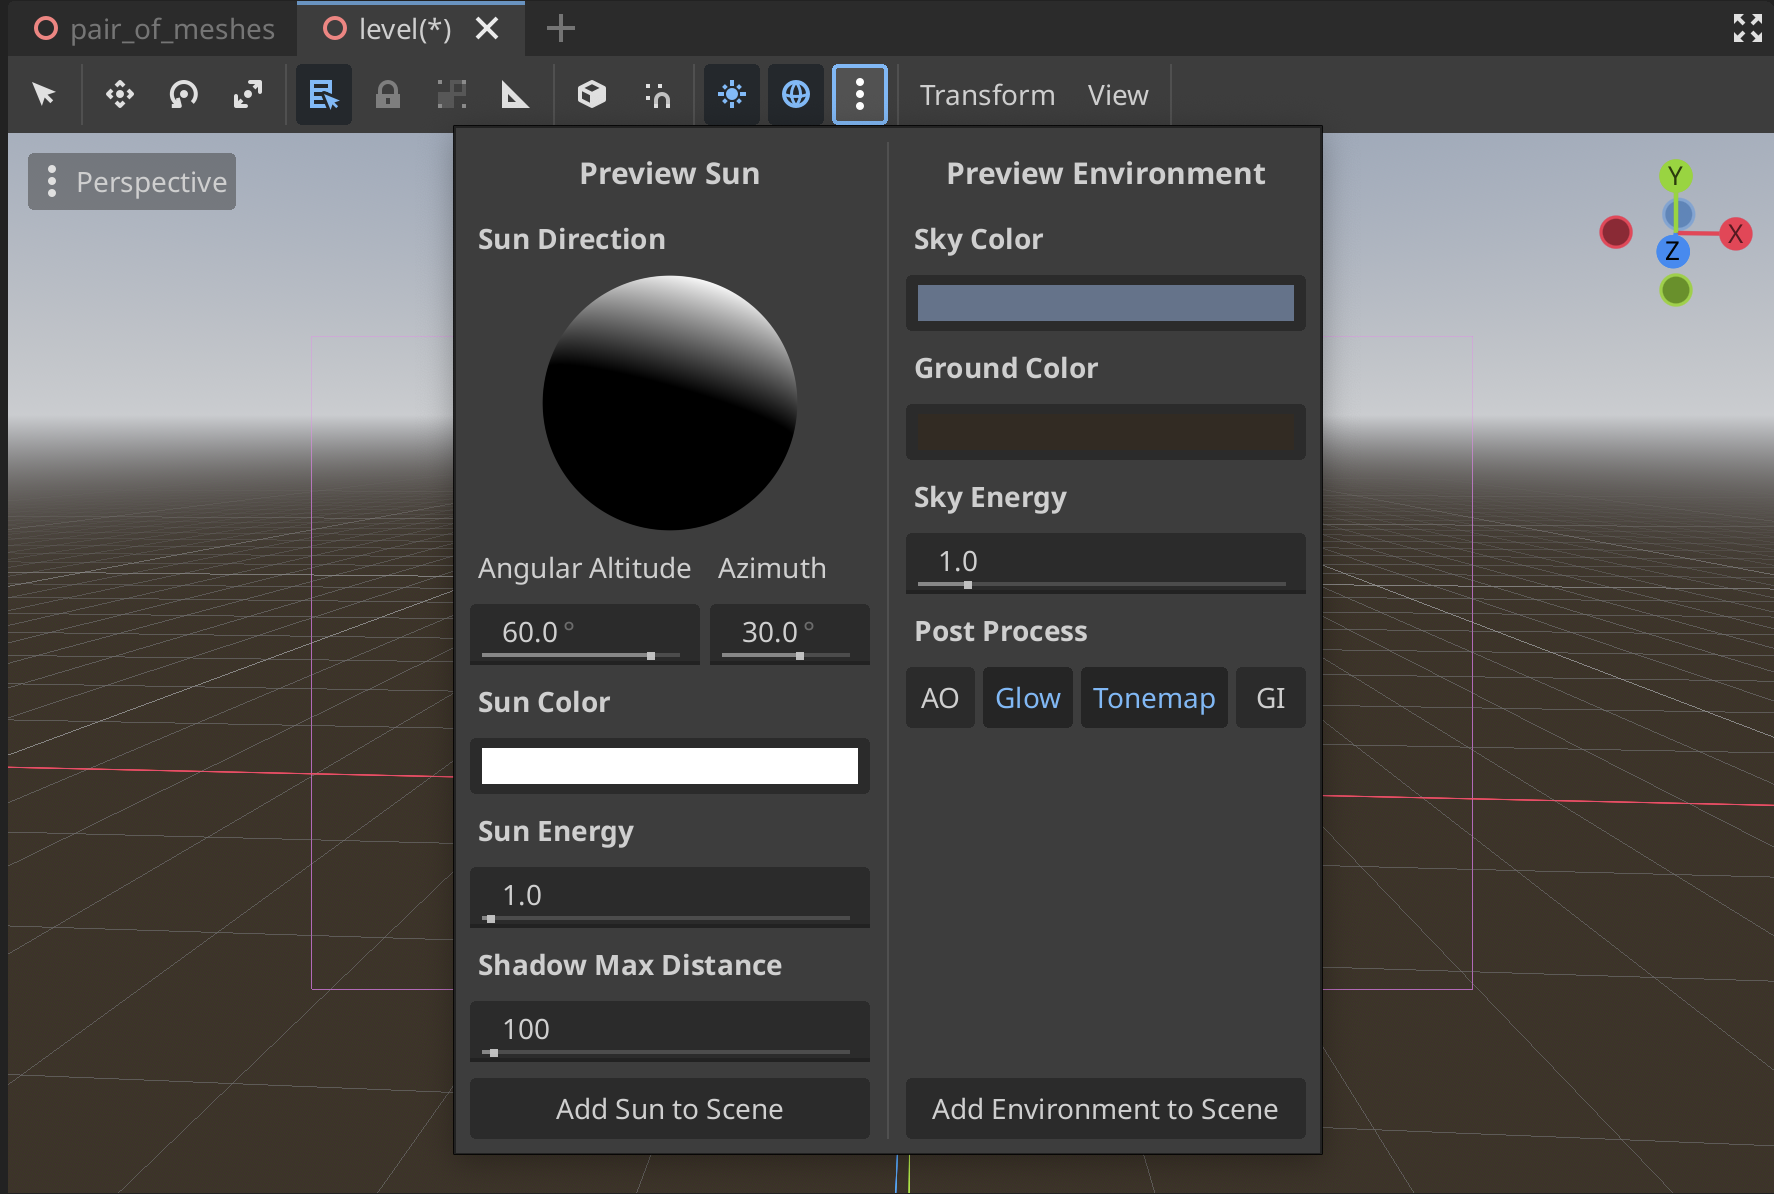 pair_of_meshes
level(*)
Transform
View
Perspective
Y
X
Z
Preview Sun
Sun Direction
Angular Altitude
Azimuth
60.0 °
30.0 °
Sun Color
Sun Energy
1.0
Shadow Max Distance
100
Add Sun to Scene
Preview Environment
Sky Color
Ground Color
Sky Energy
1.0
Post Process
AO
Glow
Tonemap
GI
Add Environment to Scene